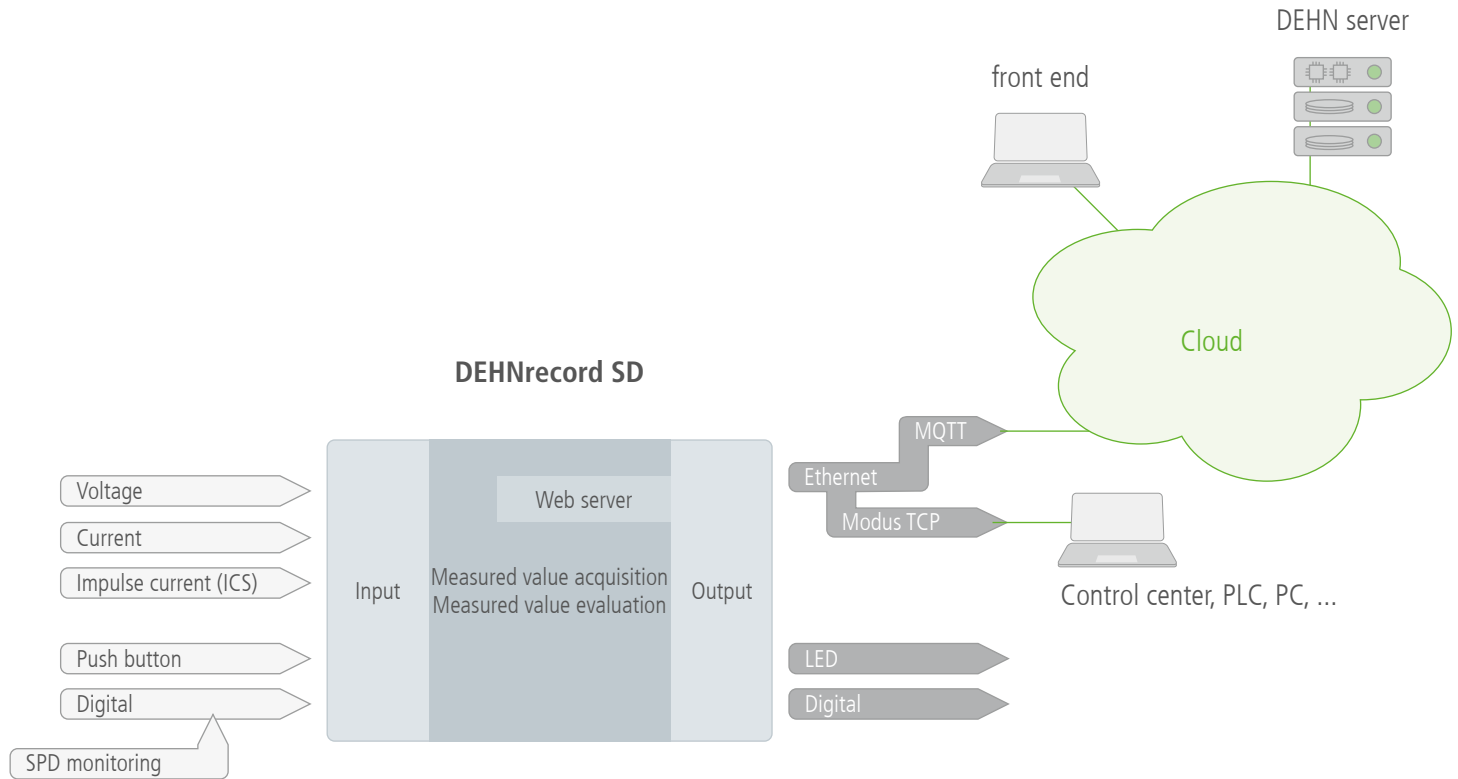 DEHN server
front end
Cloud
DEHNrecord SD
MQTT
Ethernet
Modus TCP
Voltage
Current
Impulse current (ICS)
Push button
Digital
SPD monitoring
Input
Web server
Measured value acquisition
Measured value evaluation
Output
Control center, PLC, PC, ...
LED
Digital